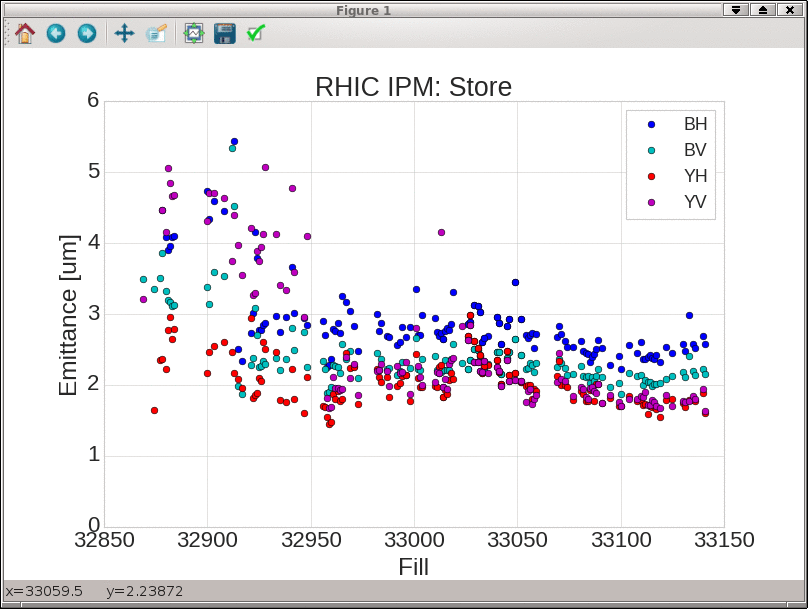 Figure 1
RHIC IPM: Store
6
5
4
3
2
1
0
Emittance [um]
BH
BV
YH
YV
32850 32900 32950 33000 33050 33100 33150
Fill
x=33059.5 y=2.23872